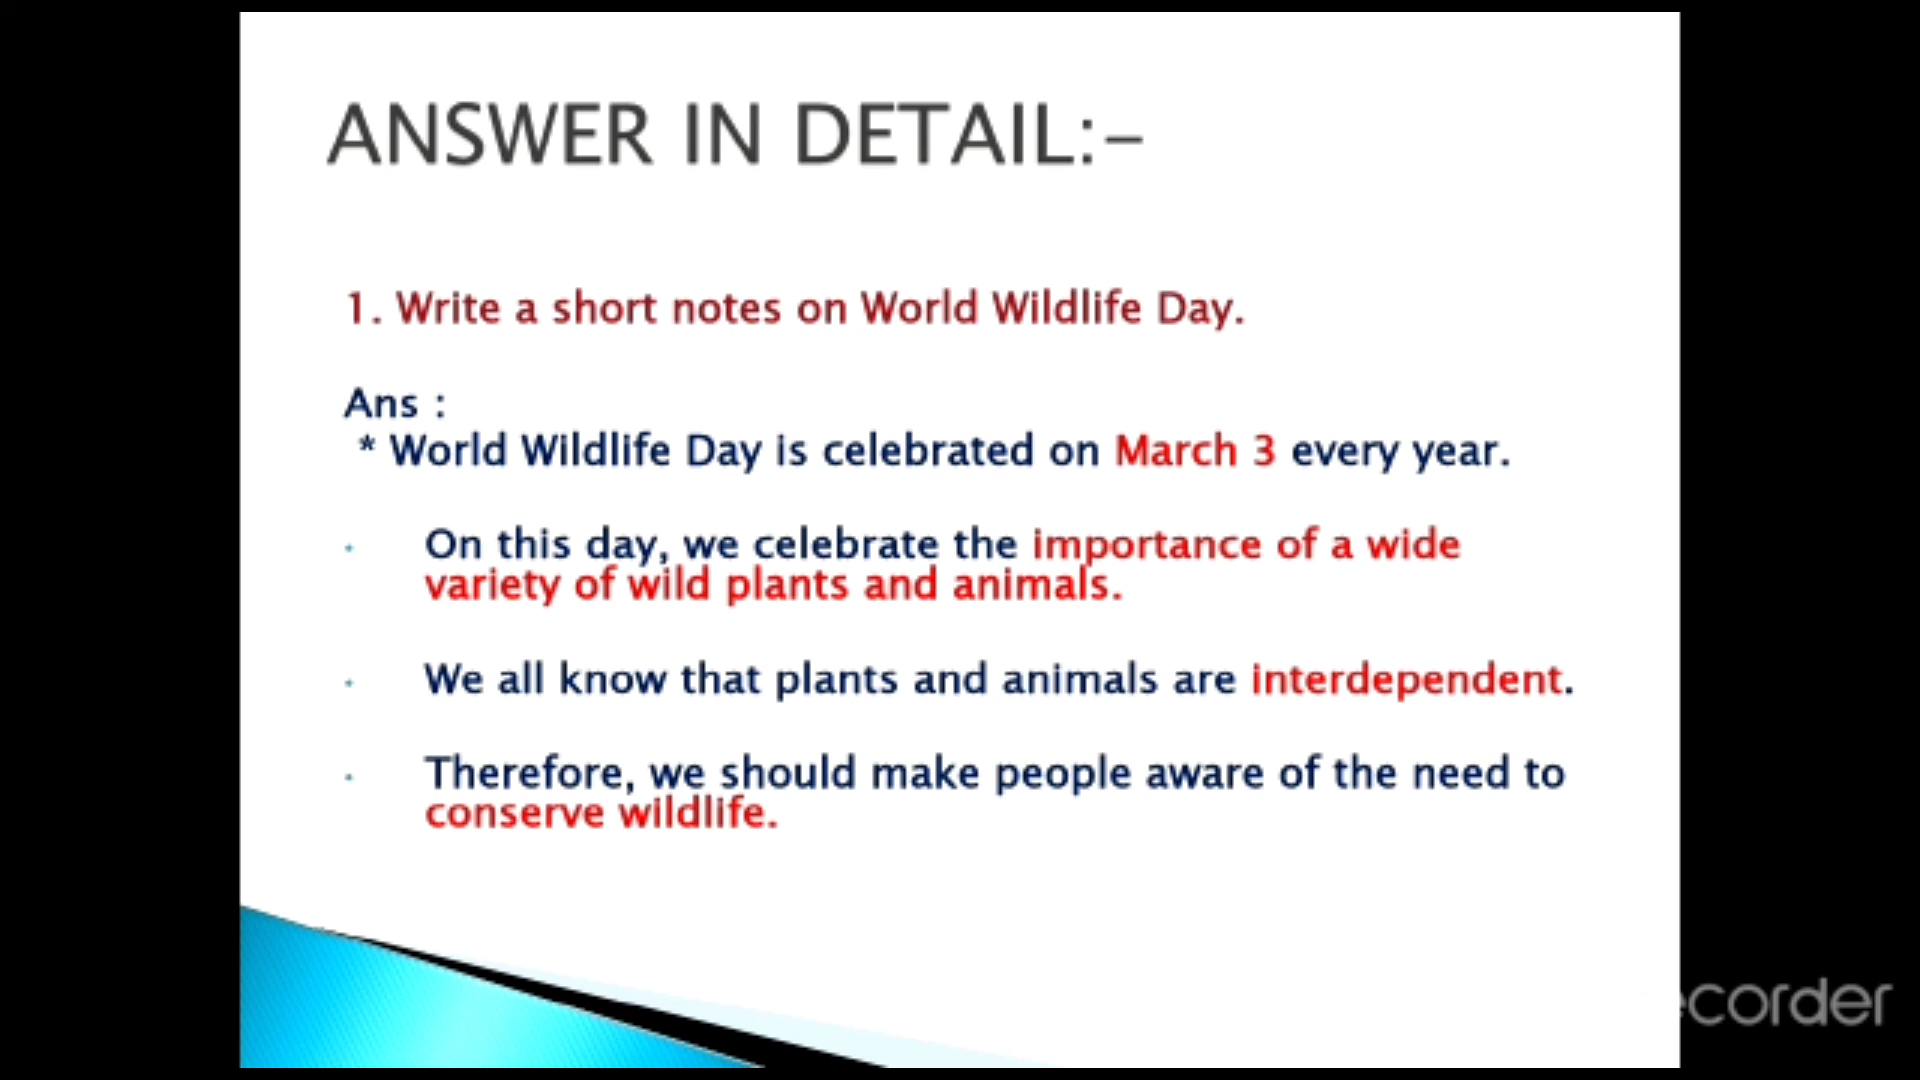 ANSWER IN DETAIL:-
1. Write a short notes on World Wildlife Day.
Ans :
* World Wildlife Day is celebrated on March 3 every year.
• On this day, we celebrate the importance of a wide
variety of wild plants and animals.
• We all know that plants and animals are interdependent.
• Therefore, we should make people aware of the need to
conserve wildlife.